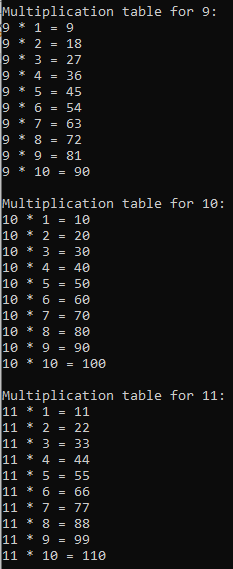 Multiplication table for 9:
9 * 1 = 9
9 * 2 = 18
9 * 3 = 27
9 * 4 = 36
9 * 5 = 45
9 * 6 = 54
9 * 7 = 63
9 * 8 = 72
9 * 9 = 81
9 * 10 = 90

Multiplication table for 10:
10 * 1 = 10
10 * 2 = 20
10 * 3 = 30
10 * 4 = 40
10 * 5 = 50
10 * 6 = 60
10 * 7 = 70
10 * 8 = 80
10 * 9 = 90
10 * 10 = 100

Multiplication table for 11:
11 * 1 = 11
11 * 2 = 22
11 * 3 = 33
11 * 4 = 44
11 * 5 = 55
11 * 6 = 66
11 * 7 = 77
11 * 8 = 88
11 * 9 = 99
11 * 10 = 110